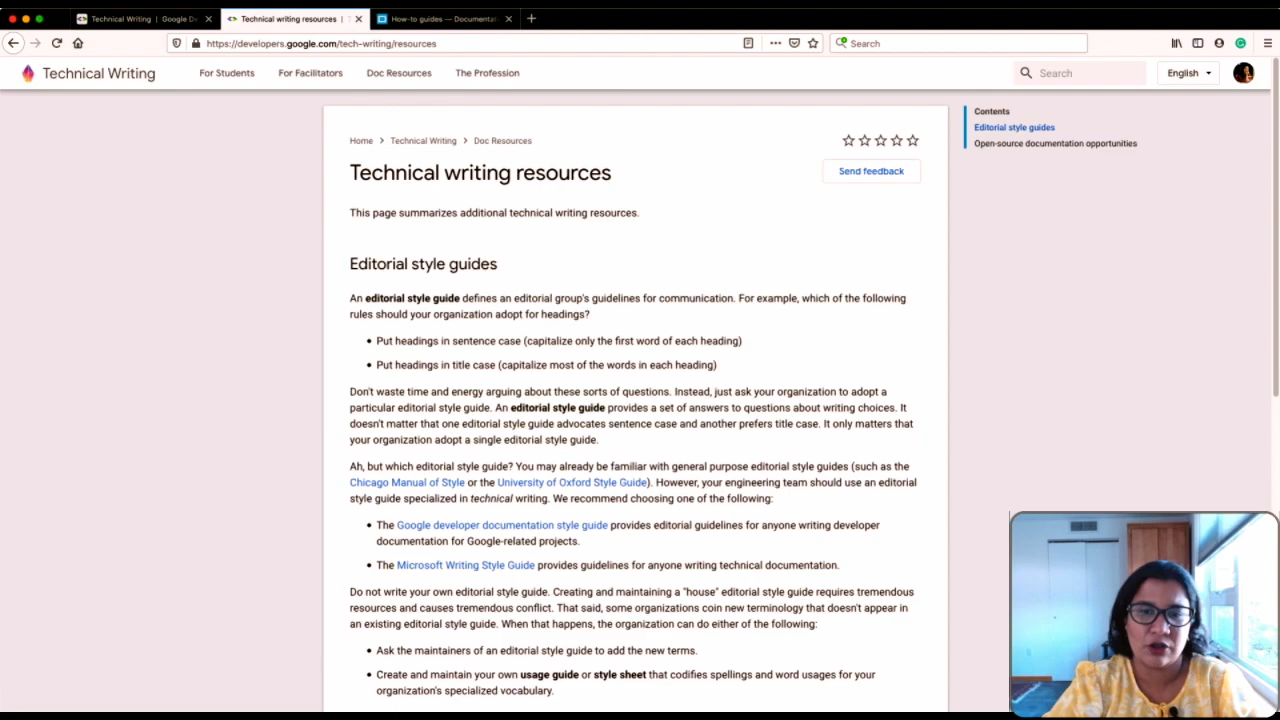 Technical Writing | Google De
Technical writing resources |
How-to guides — Documentat
https://developers.google.com/tech-writing/resources
Search
Technical Writing
For Students
For Facilitators
Doc Resources
The Profession
Search
English
Home > Technical Writing > Doc Resources
Technical writing resources
Send feedback
This page summarizes additional technical writing resources.
Editorial style guides
An editorial style guide defines an editorial group's guidelines for communication. For example, which of the following
rules should your organization adopt for headings?
• Put headings in sentence case (capitalize only the first word of each heading)
• Put headings in title case (capitalize most of the words in each heading)
Don't waste time and energy arguing about these sorts of questions. Instead, just ask your organization to adopt a
particular editorial style guide. An editorial style guide provides a set of answers to questions about writing choices. It
doesn't matter that one editorial style guide advocates sentence case and another prefers title case. It only matters that
your organization adopt a single editorial style guide.
Ah, but which editorial style guide? You may already be familiar with general purpose editorial style guides (such as the
Chicago Manual of Style or the University of Oxford Style Guide). However, your engineering team should use an editorial
style guide specialized in technical writing. We recommend choosing one of the following:
• The Google developer documentation style guide provides editorial guidelines for anyone writing developer
documentation for Google-related projects.
• The Microsoft Writing Style Guide provides guidelines for anyone writing technical documentation.
Do not write your own editorial style guide. Creating and maintaining a "house" editorial style guide requires tremendous
resources and causes tremendous conflict. That said, some organizations coin new terminology that doesn't appear in
an existing editorial style guide. When that happens, the organization can do either of the following:
• Ask the maintainers of an editorial style guide to add the new terms.
• Create and maintain your own usage guide or style sheet that codifies spellings and word usages for your
organization's specialized vocabulary.
Contents
Editorial style guides
Open-source documentation opportunities